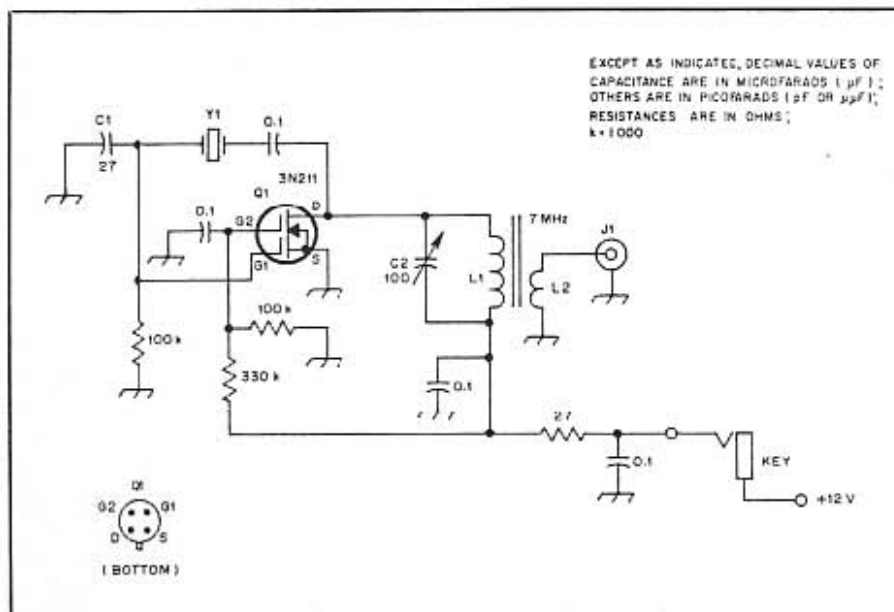 EXCEPT AS INDICATED, DECIMAL VALUES OF
CAPACITANCE ARE IN MICROFARADS ( µF ) ;
OTHERS ARE IN PICOFARADS ( pF OR µµF);
RESISTANCES ARE IN OHMS ;
k = 1000
C1
27
Y1
0.1
3N211
Q1
D
0.1
G2
G1
S
7 MHz
J1
C2
100
L1
L2
100 k
100 k
330 k
0.1
27
0.1
KEY
+12 V
Q1
G2
G1
D
S
( BOTTOM )